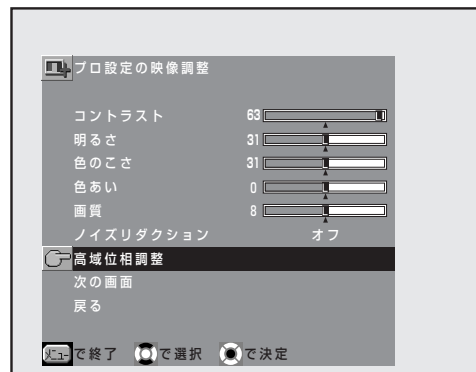 プロ設定の映像調整
コントラスト 63
明るさ 31
色のこさ 31
色あい 0
画質 8
ノイズリダクション オフ
高域位相調整
次の画面
戻る
メニューで終了 で選択 で決定